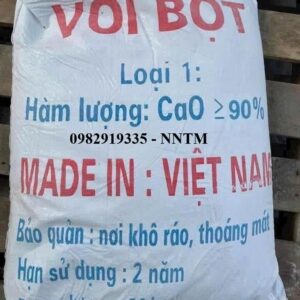 VÔI BỘT
Loại 1:
Hàm lượng: CaO ≥ 90%
0982919335 - NNTM
MADE IN : VIỆT NAM
Bảo quản : nơi khô ráo, thoáng mát
Hạn sử dụng : 2 năm